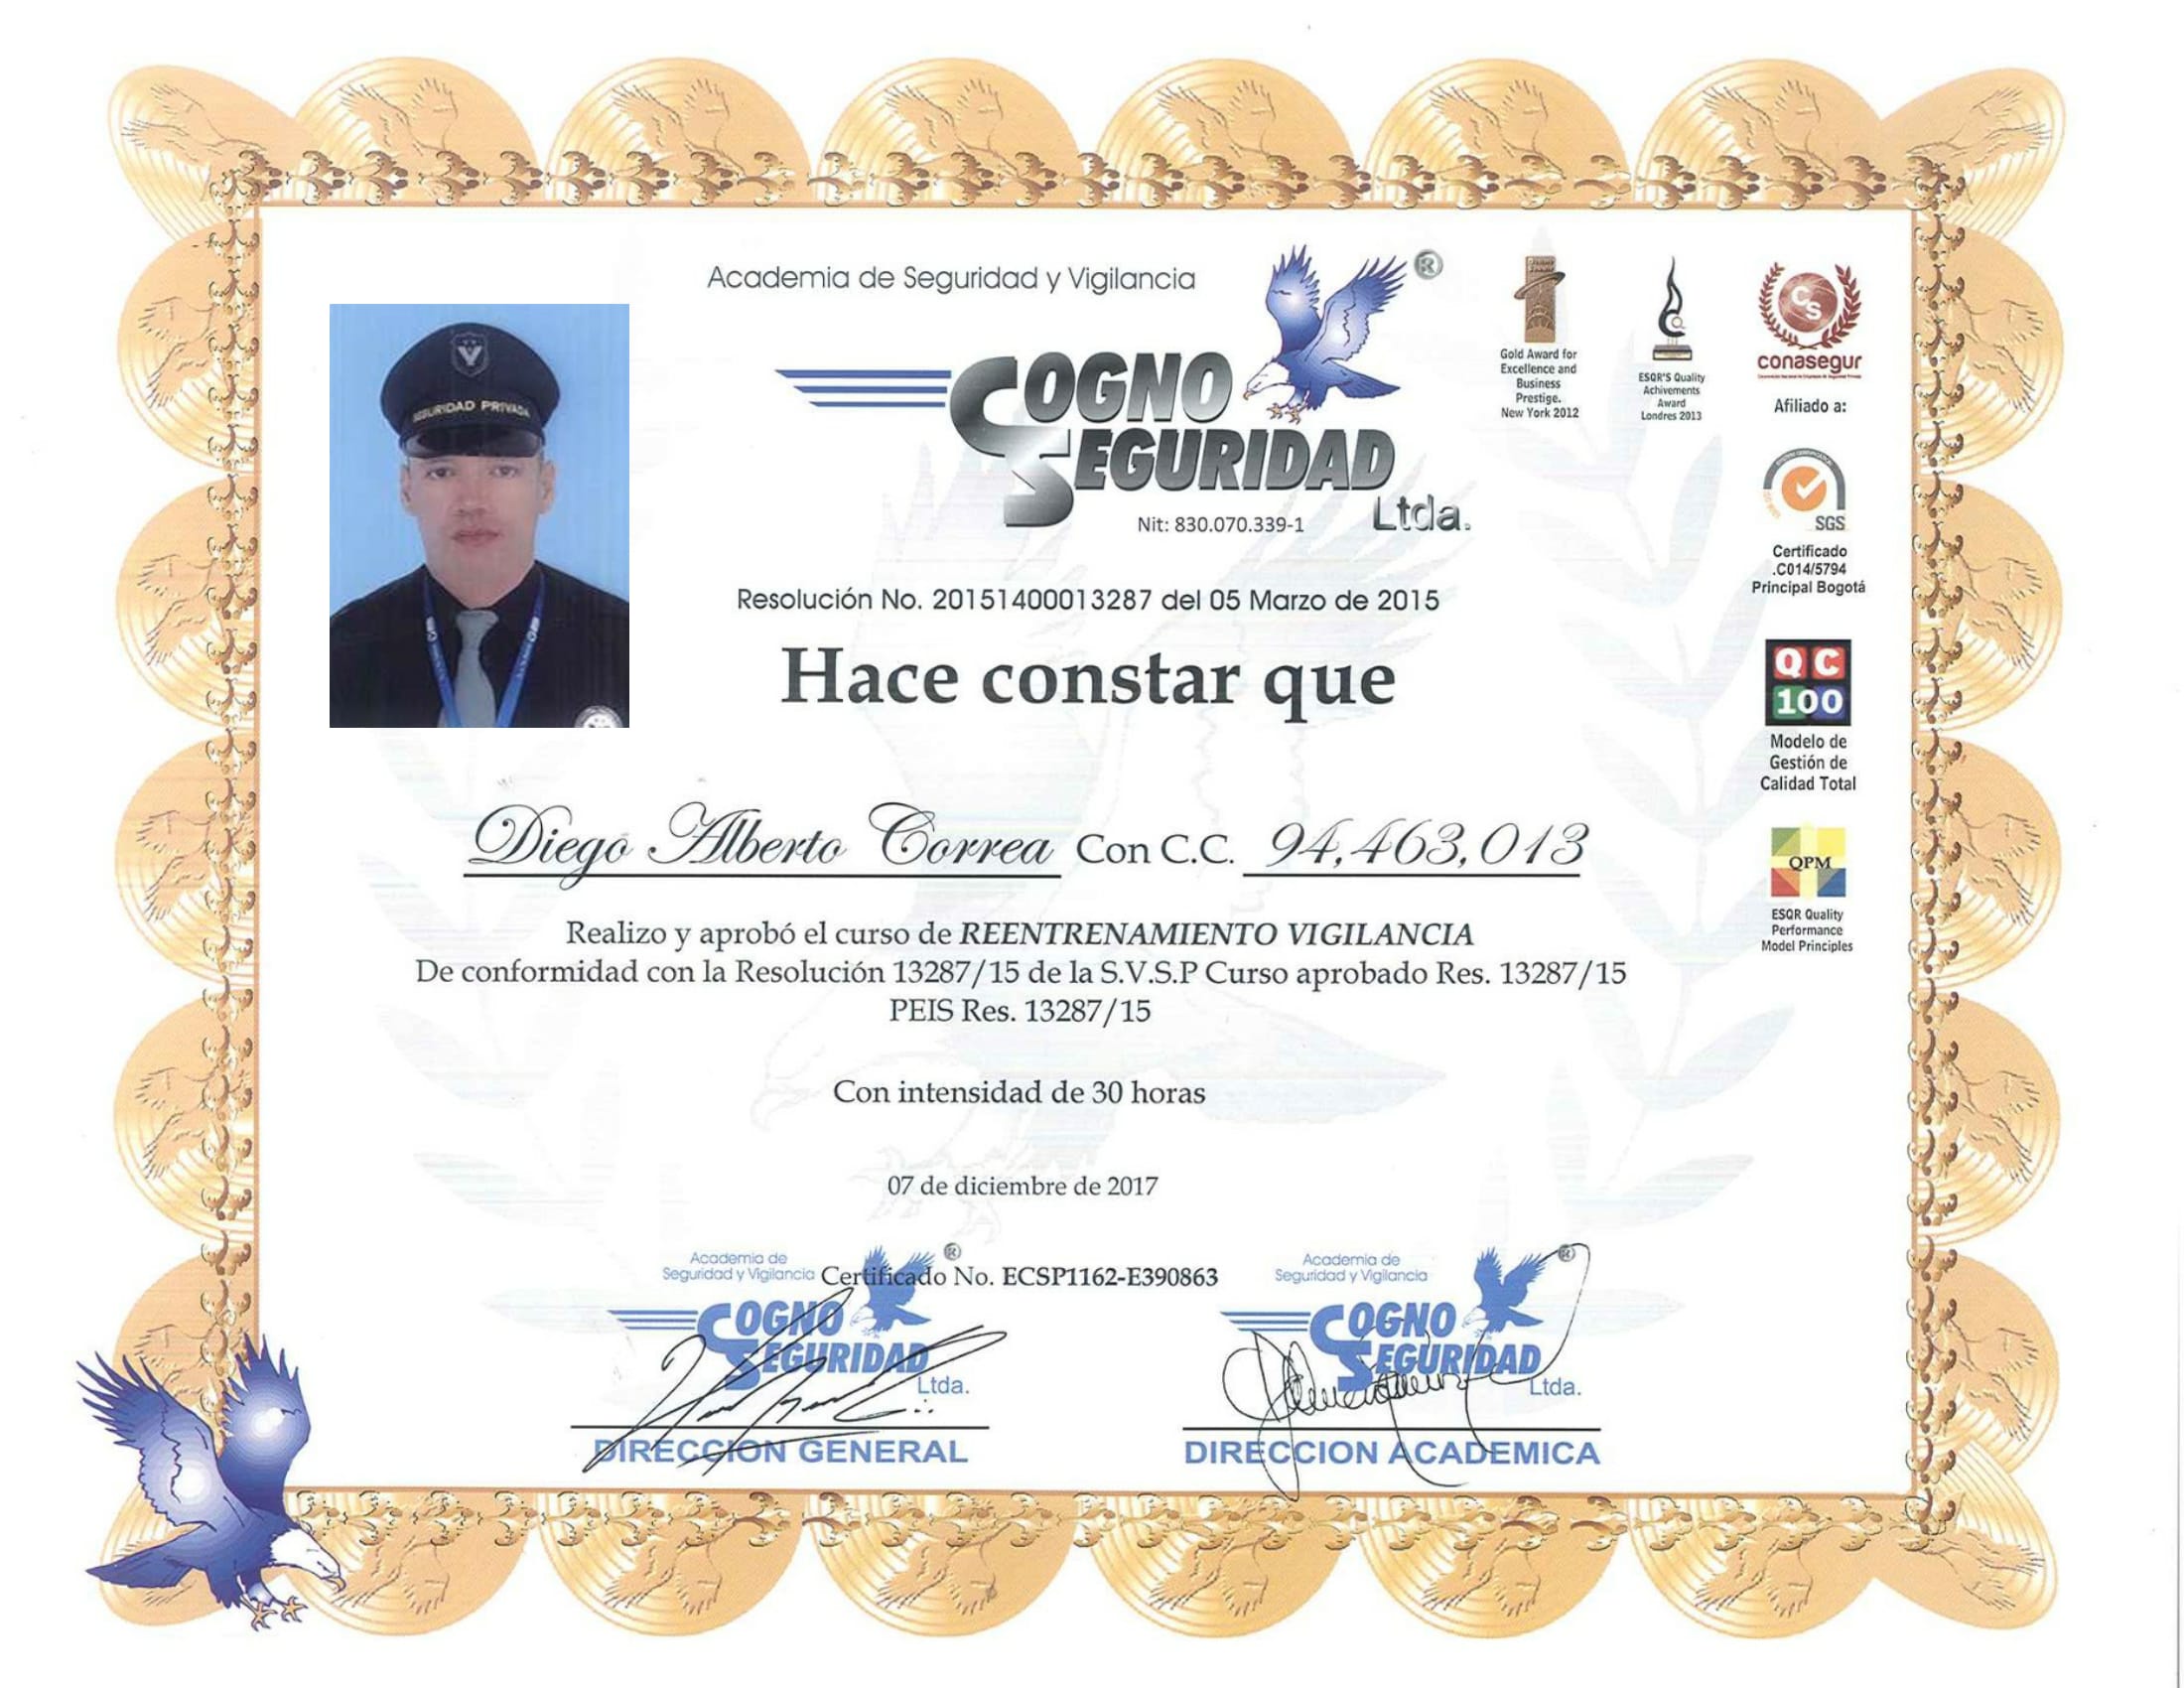 Academia de Seguridad y Vigilancia
®
COGNO
SEGURIDAD
Ltda.
Nit: 830.070.339-1
SEGURIDAD PRIVADA
Gold Award for
Excellence and
Business
Prestige.
New York 2012
ESQR'S Quality
Achivements
Award
Londres 2013
CS
conasegur
Afiliado a:
SGS
Certificado
.C014/5794
Principal Bogotá
Resolución No. 20151400013287 del 05 Marzo de 2015
Hace constar que
QC
100
Modelo de
Gestión de
Calidad Total
Diego Alberto Correa Con C.C. 94,463,013
QPM
ESQR Quality
Performance
Model Principles
Realizo y aprobó el curso de REENTRENAMIENTO VIGILANCIA
De conformidad con la Resolución 13287/15 de la S.V.S.P Curso aprobado Res. 13287/15
PEIS Res. 13287/15
Con intensidad de 30 horas
07 de diciembre de 2017
Certificado No. ECSP1162-E390863
Academia de
Seguridad y Vigilancia
®
COGNO
SEGURIDAD
Ltda.
DIRECCION GENERAL
Academia de
Seguridad y Vigilancia
®
COGNO
SEGURIDAD
Ltda.
DIRECCION ACADEMICA